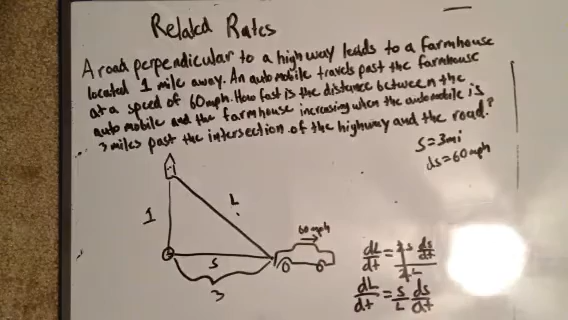 Related Rates
A road perpendicular to a highway leads to a farmhouse
located 1 mile away. An automobile travels past the farmhouse
at a speed of 60mph. How fast is the distance between the
automobile and the farmhouse increasing when the automobile is
3 miles past the intersection of the highway and the road?
s=3mi
ds=60mph
1
L
60mph
s
3
dL/dt = 2s ds/dt / 2L
dL/dt = s/L ds/dt